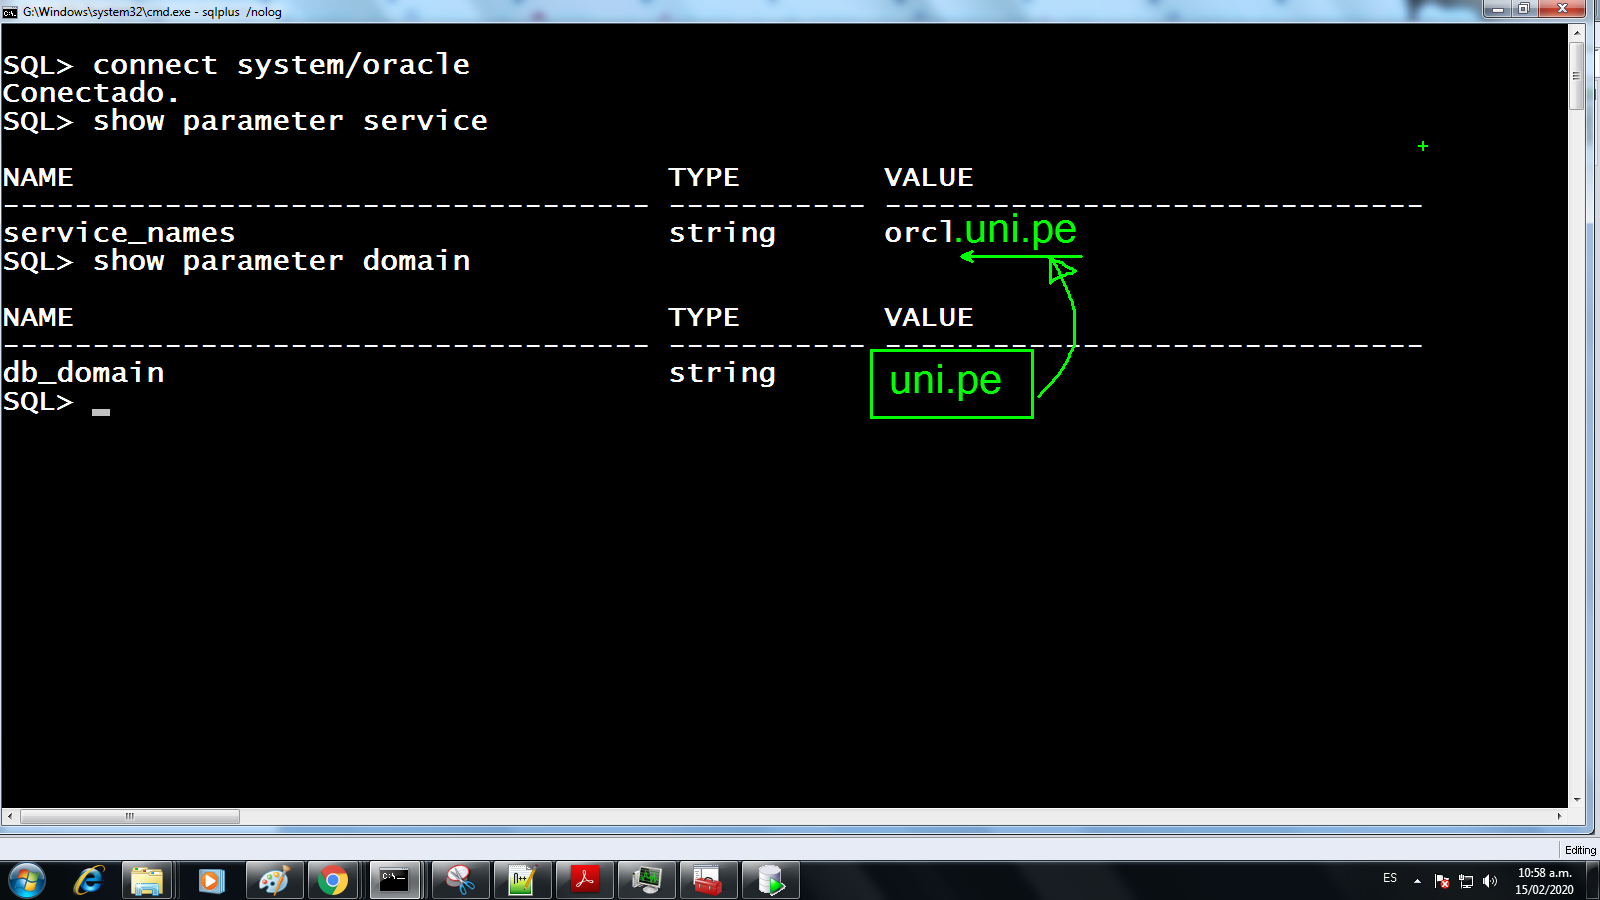 G:\Windows\system32\cmd.exe - sqlplus  /nolog
SQL> connect system/oracle
Conectado.
SQL> show parameter service
NAME TYPE VALUE
------------------------------------ ----------- ------------------------------
service_names string orcl.uni.pe
SQL> show parameter domain
NAME TYPE VALUE
------------------------------------ ----------- ------------------------------
db_domain string uni.pe
SQL>
Editing
ES 10:58 a.m.
15/02/2020